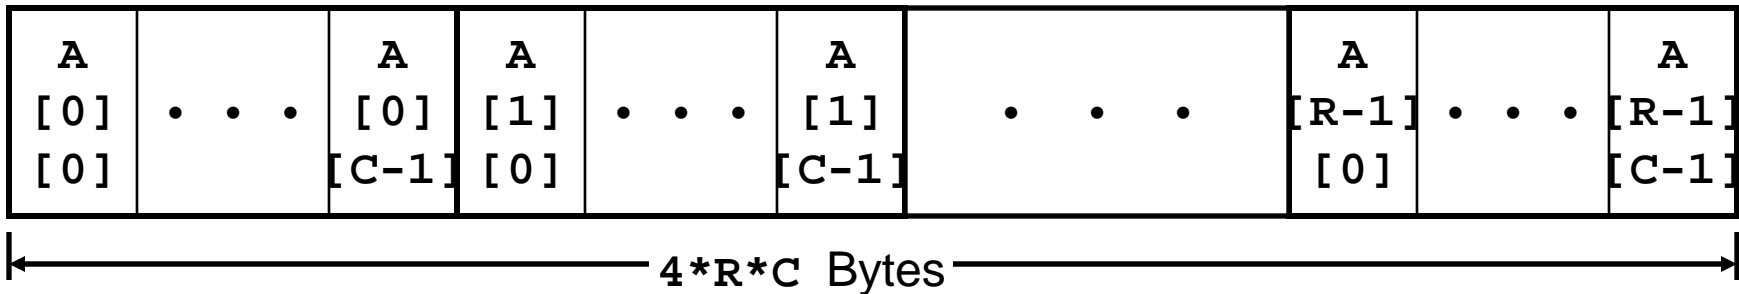 A A A A A A
[0] • • • [0] [1] • • • [1] • • • [R-1] • • • [R-1]
[0] [C-1] [0] [C-1] [0] [C-1]
4*R*C Bytes